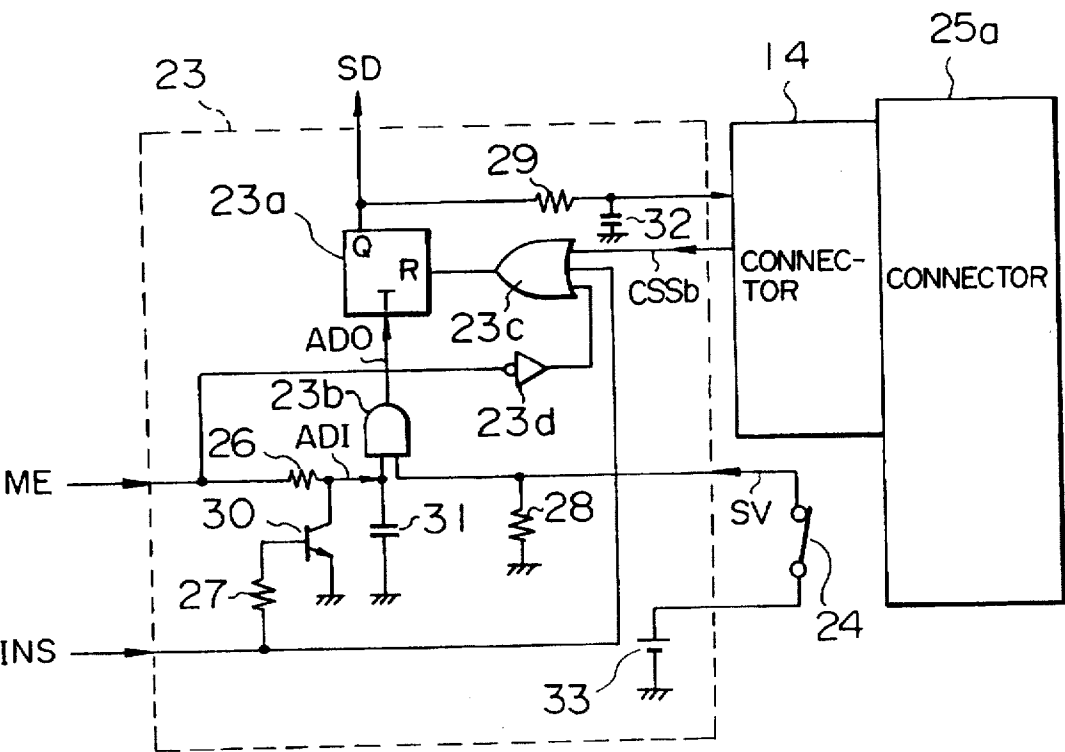 25a
14
SD
23
29
23a
Q
32
R
CONNEC-
TOR
CONNECTOR
CSSb
T
23c
ADO
23b
23d
ADI
26
ME
SV
30
31
28
27
24
INS
33